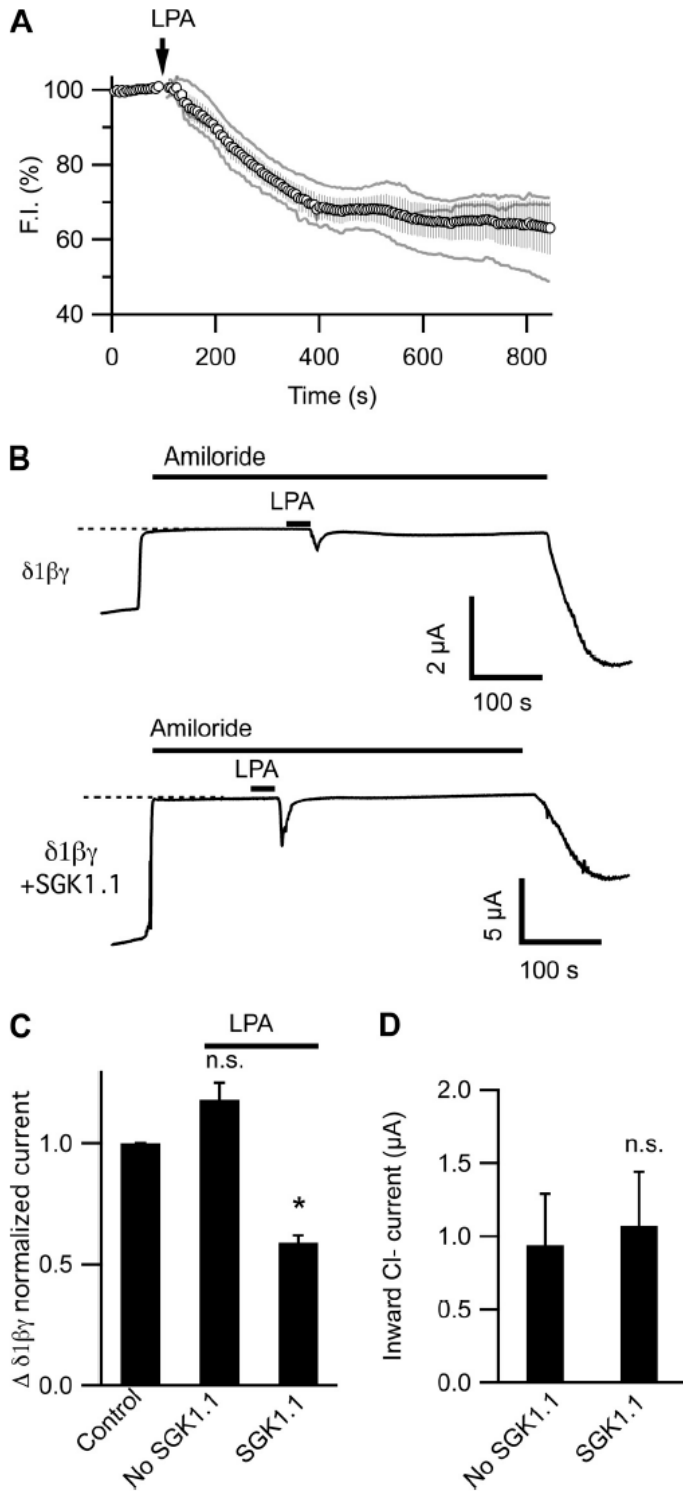 A
LPA
100
80
60
40
F.I. (%)
0
200
400
600
800
Time (s)
B
Amiloride
LPA
δ1βγ
2 μA
100 s
Amiloride
LPA
δ1βγ
+SGK1.1
5 μA
100 s
C
LPA
n.s.
*
1.0
0.5
0.0
Δ δ1βγ normalized current
Control
No SGK1.1
SGK1.1
D
n.s.
2.0
1.5
1.0
0.5
0.0
Inward Cl- current (μA)
No SGK1.1
SGK1.1